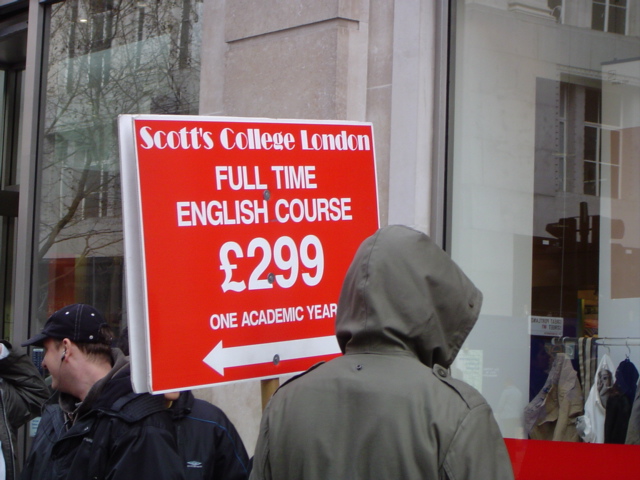 Scott's College London
FULL TIME
ENGLISH COURSE
£299
ONE ACADEMIC YEAR